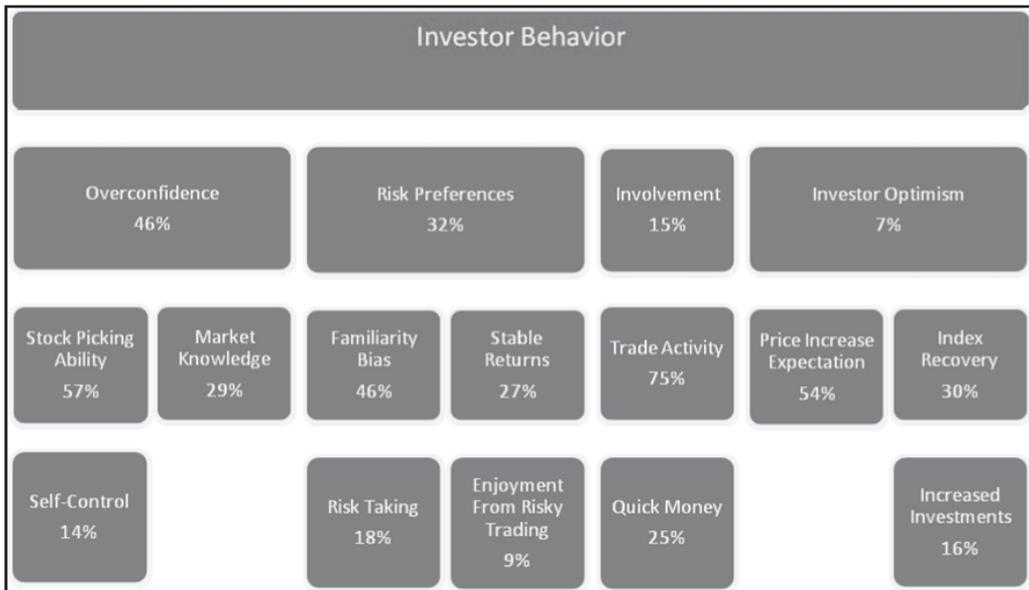 Investor Behavior
Overconfidence
46%
Risk Preferences
32%
Involvement
15%
Investor Optimism
7%
Stock Picking
Ability
57%
Market
Knowledge
29%
Familiarity
Bias
46%
Stable
Returns
27%
Trade Activity
75%
Price Increase
Expectation
54%
Index
Recovery
30%
Self-Control
14%
Risk Taking
18%
Enjoyment
From Risky
Trading
9%
Quick Money
25%
Increased
Investments
16%